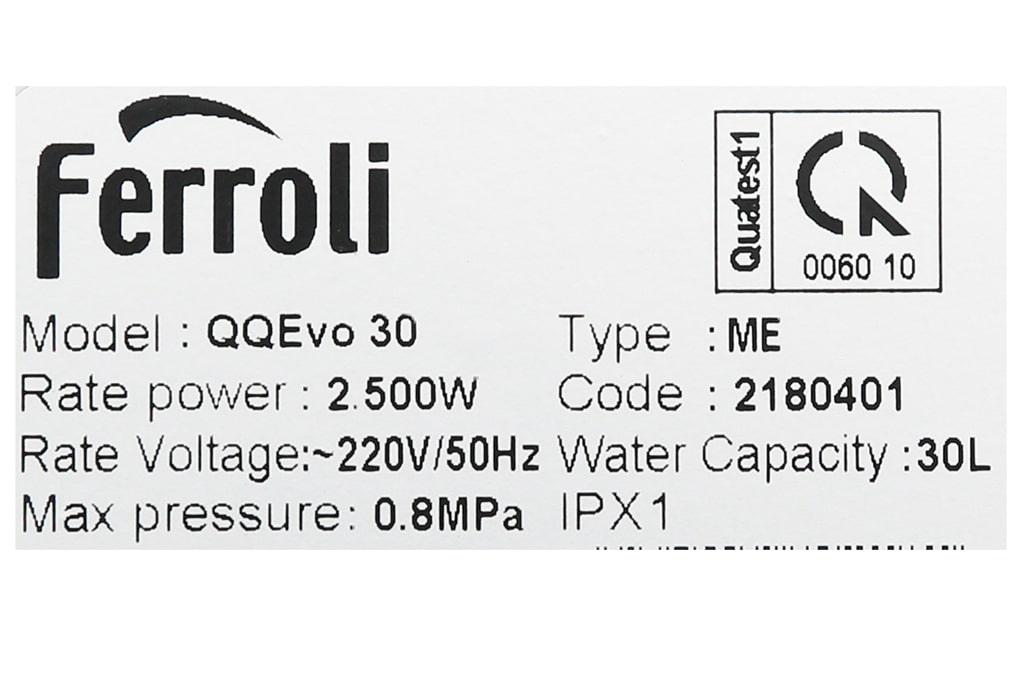 Ferroli
Quatest1
0060 10
Model : QQEvo 30
Type : ME
Rate power : 2.500W
Code : 2180401
Rate Voltage:~220V/50Hz
Water Capacity :30L
Max pressure: 0.8MPa
IPX1